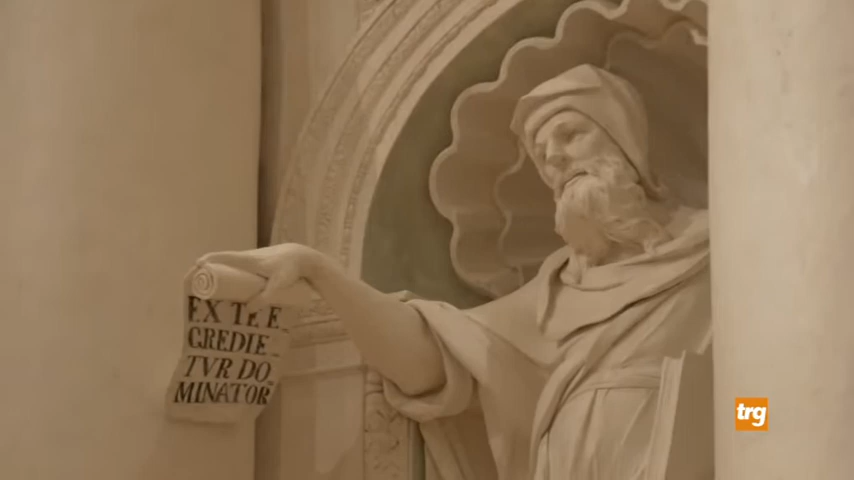 EX TE E
GREDIE
TVR DO
MINATOR
trg